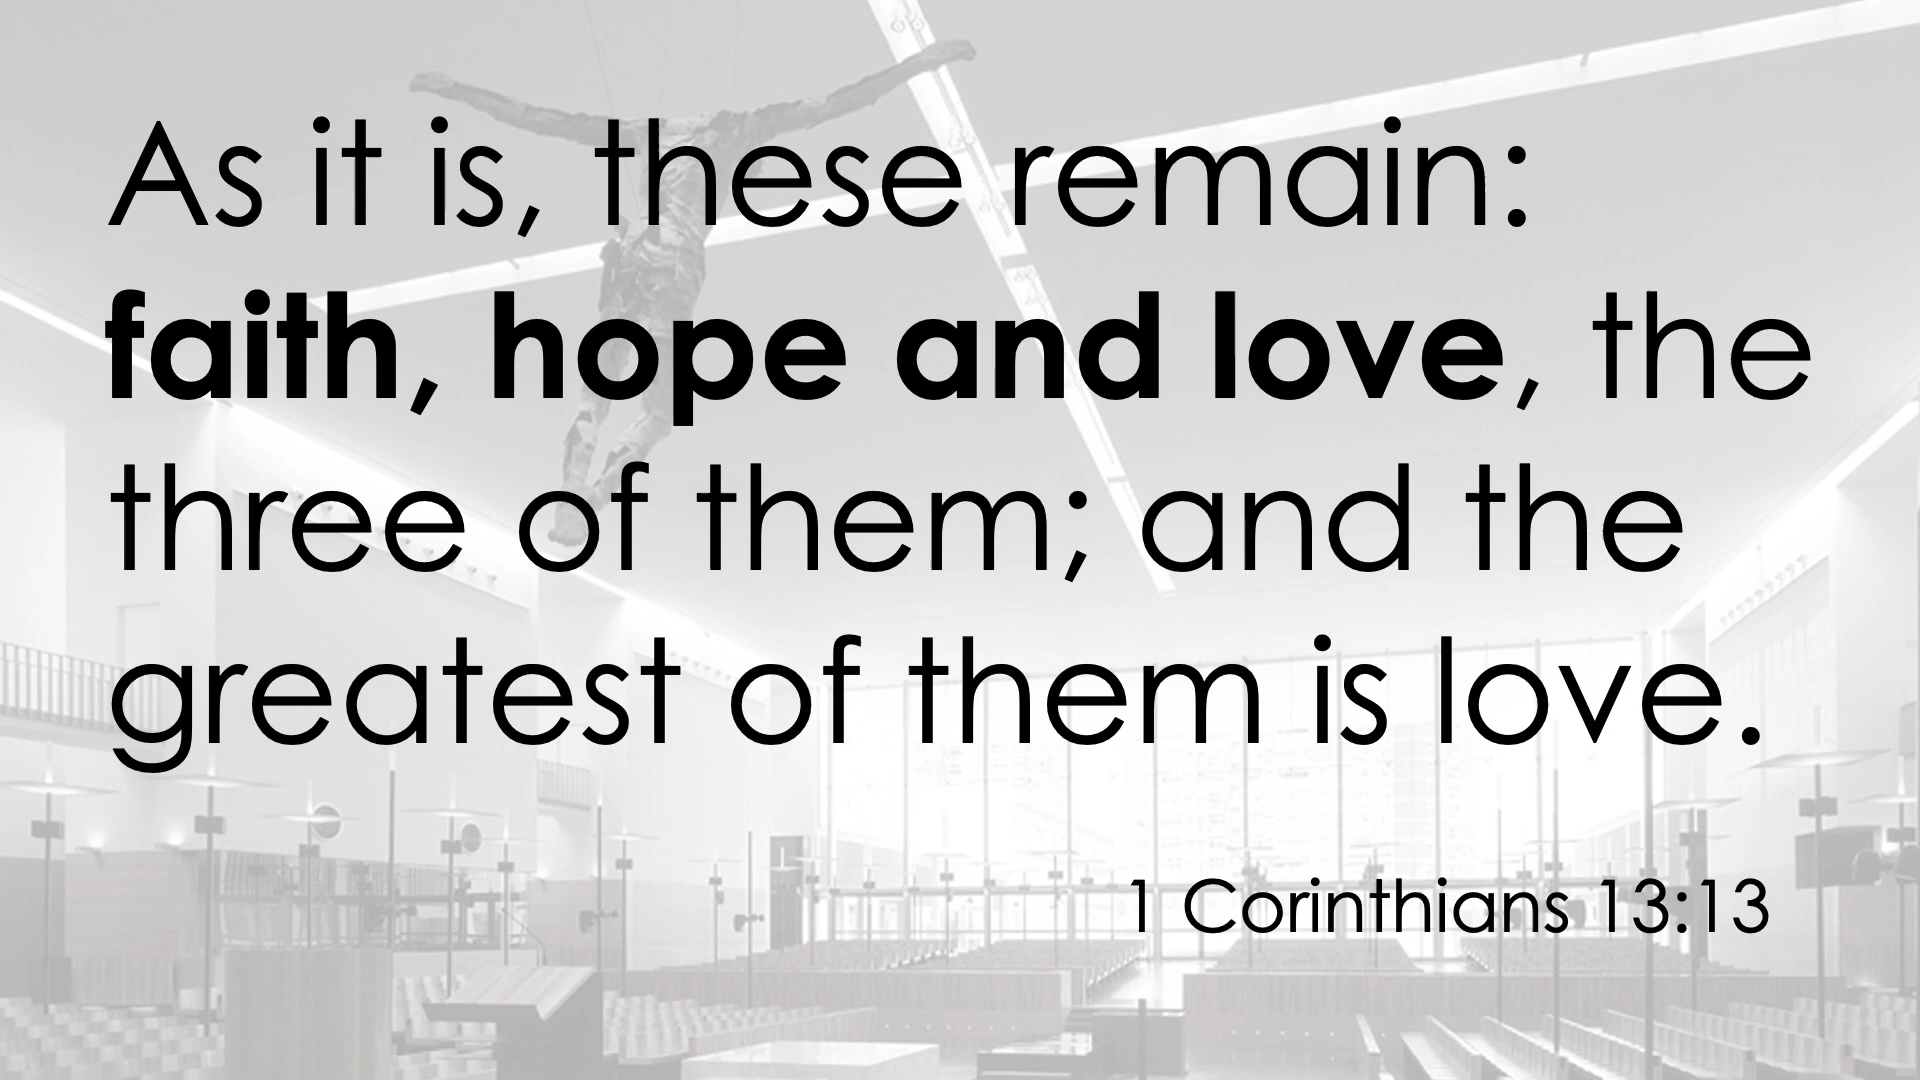 As it is, these remain:
faith, hope and love, the
three of them; and the
greatest of them is love.
1 Corinthians 13:13